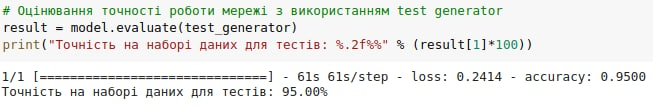 # Оцінювання точності роботи мережі з використанням test generator
result = model.evaluate(test_generator)
print("Точність на наборі даних для тестів: %.2f%%" % (result[1]*100))
1/1 [==============================] - 61s 61s/step - loss: 0.2414 - accuracy: 0.9500
Точність на наборі даних для тестів: 95.00%